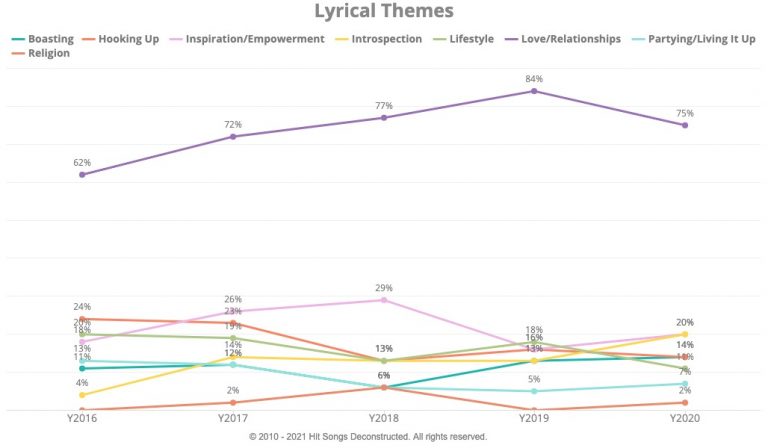 Lyrical Themes
Boasting Hooking Up Inspiration/Empowerment Introspection Lifestyle Love/Relationships Partying/Living It Up
Religion
84%
77%
75%
72%
62%
29%
26%
24%
23%
20% 18% 20%
18% 19% 16%
13% 14% 13% 13% 14%
11% 12%
4% 6% 5% 7%
2% 2%
Y2016 Y2017 Y2018 Y2019 Y2020
© 2010 - 2021 Hit Songs Deconstructed. All rights reserved.